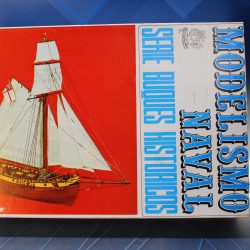 MODELISMO
NAVAL
SERIE BUQUES HISTORICOS